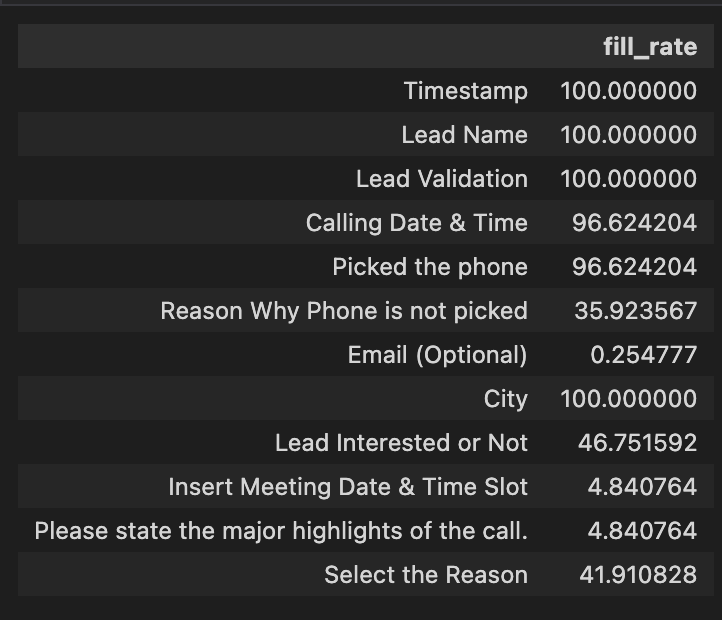 fill_rate
Timestamp 100.000000
Lead Name 100.000000
Lead Validation 100.000000
Calling Date & Time 96.624204
Picked the phone 96.624204
Reason Why Phone is not picked 35.923567
Email (Optional) 0.254777
City 100.000000
Lead Interested or Not 46.751592
Insert Meeting Date & Time Slot 4.840764
Please state the major highlights of the call. 4.840764
Select the Reason 41.910828